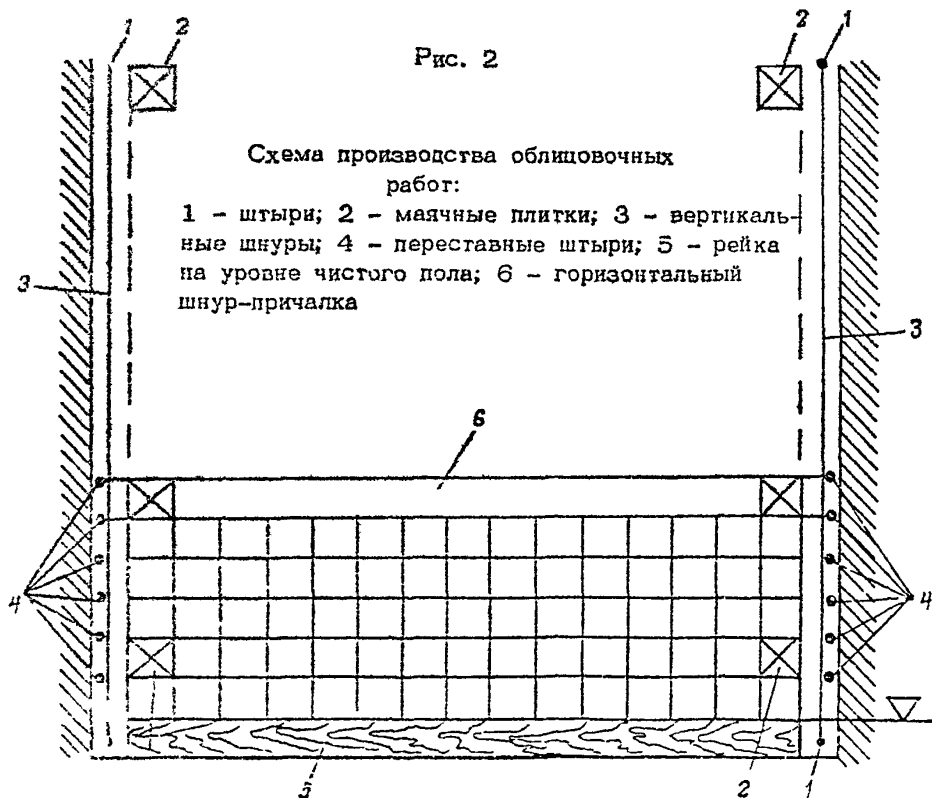 1 2 2 1
Рис. 2
Схема производства облицовочных
работ:
1 - штыри; 2 - маячные плитки; 3 - вертикаль-
ные шнуры; 4 - переставные штыри; 5 - рейка
на уровне чистого пола; 6 - горизонтальный
шнур-причалка
3 3
6
4 4
5 2 1